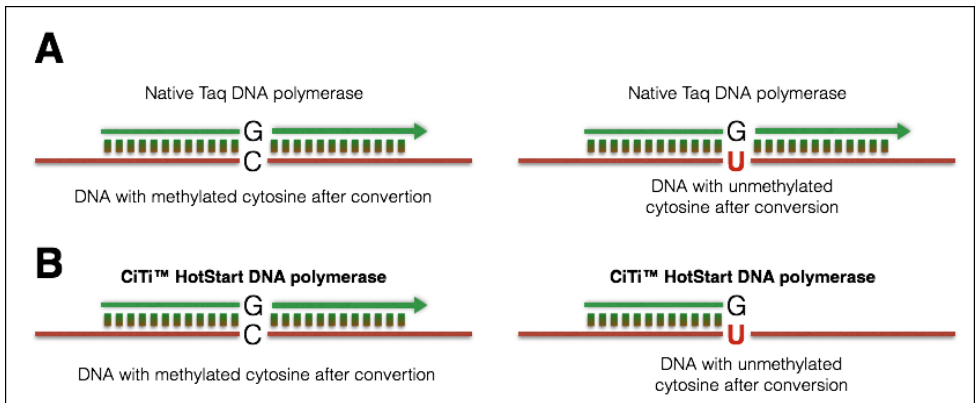 A
Native Taq DNA polymerase
Native Taq DNA polymerase
G
G
C
U
DNA with methylated cytosine after convertion
DNA with unmethylated
cytosine after conversion
B
CiTi™ HotStart DNA polymerase
CiTi™ HotStart DNA polymerase
G
G
C
U
DNA with methylated cytosine after convertion
DNA with unmethylated
cytosine after conversion